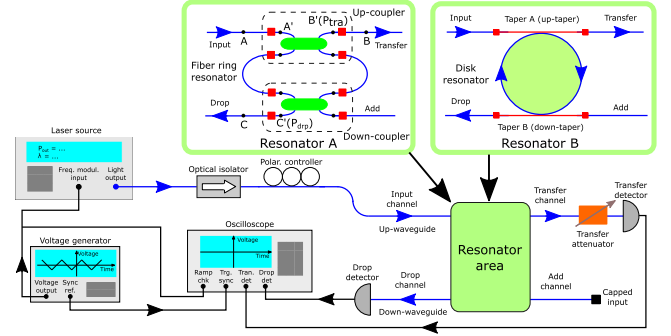 B'(Ptra)
Up-coupler
A'
Input
A
B
Transfer
Fiber ring
resonator
Drop
C
C'(Pdrp)
Add
Down-coupler
Resonator A
Input
Taper A (up-taper)
Transfer
Disk
resonator
Drop
Add
Taper B (down-taper)
Resonator B
Laser source
Pout = ...
λ = ...
Freq. modul.
input
Light
output
Optical isolator
Polar. controller
Input
channel
Up-waveguide
Transfer
channel
Transfer
detector
Transfer
attenuator
Resonator
area
Voltage generator
Voltage
Time
Voltage
output
Sync
ref.
Oscilloscope
Voltage
Time
Ramp
chk
Trg.
sync
Tran.
det
Drop
det
Drop
detector
Drop
channel
Down-waveguide
Add
channel
Capped
input